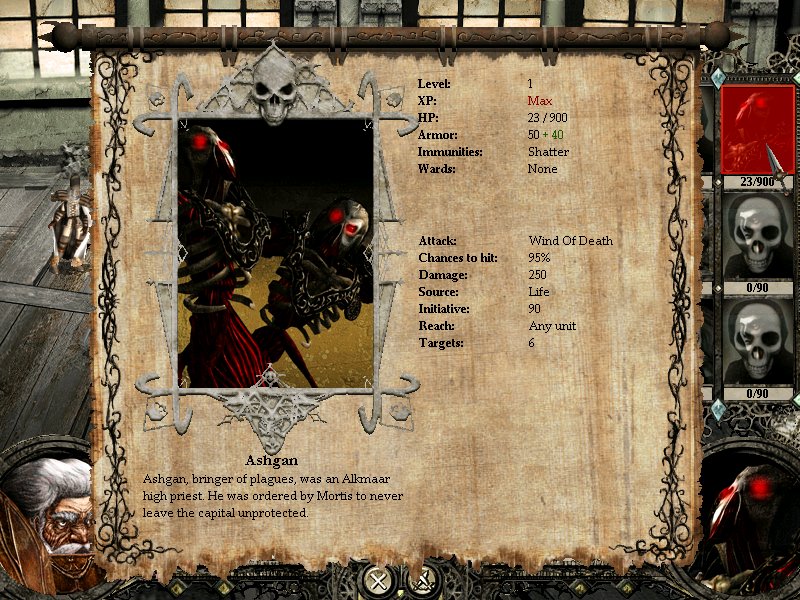 Level: 1
XP: Max
HP: 23 / 900
Armor: 50 + 40
Immunities: Shatter
Wards: None
Attack: Wind Of Death
Chances to hit: 95%
Damage: 250
Source: Life
Initiative: 90
Reach: Any unit
Targets: 6
Ashgan
Ashgan, bringer of plagues, was an Alkmaar
high priest. He was ordered by Mortis to never
leave the capital unprotected.
23/900
0/90
0/90